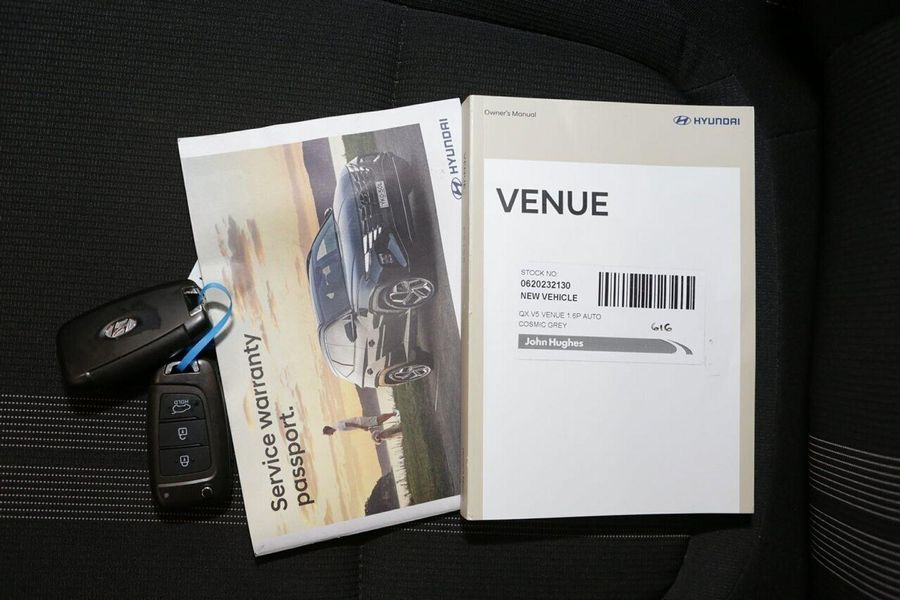 HYUNDAI
Service warranty
passport.
Owner's Manual
HYUNDAI
VENUE
STOCK NO:
0620232130
NEW VEHICLE
QX.V5 VENUE 1.6P AUTO
COSMIC GREY
616
John Hughes
HOLD